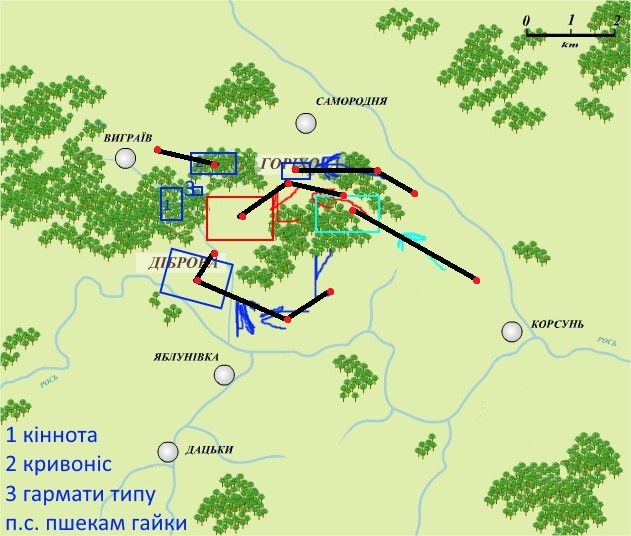 0 1 2
km
САМОРОДНЯ
ВИГРАЇВ
ГОРІХОВА
3
1
ДІБРОВА
КОРСУНЬ
РОСЬ
ЯБЛУНІВКА
РОСЬ
ДАЦЬКИ
1 кіннота
2 кривоніс
3 гармати типу
п.с. пшекам гайки